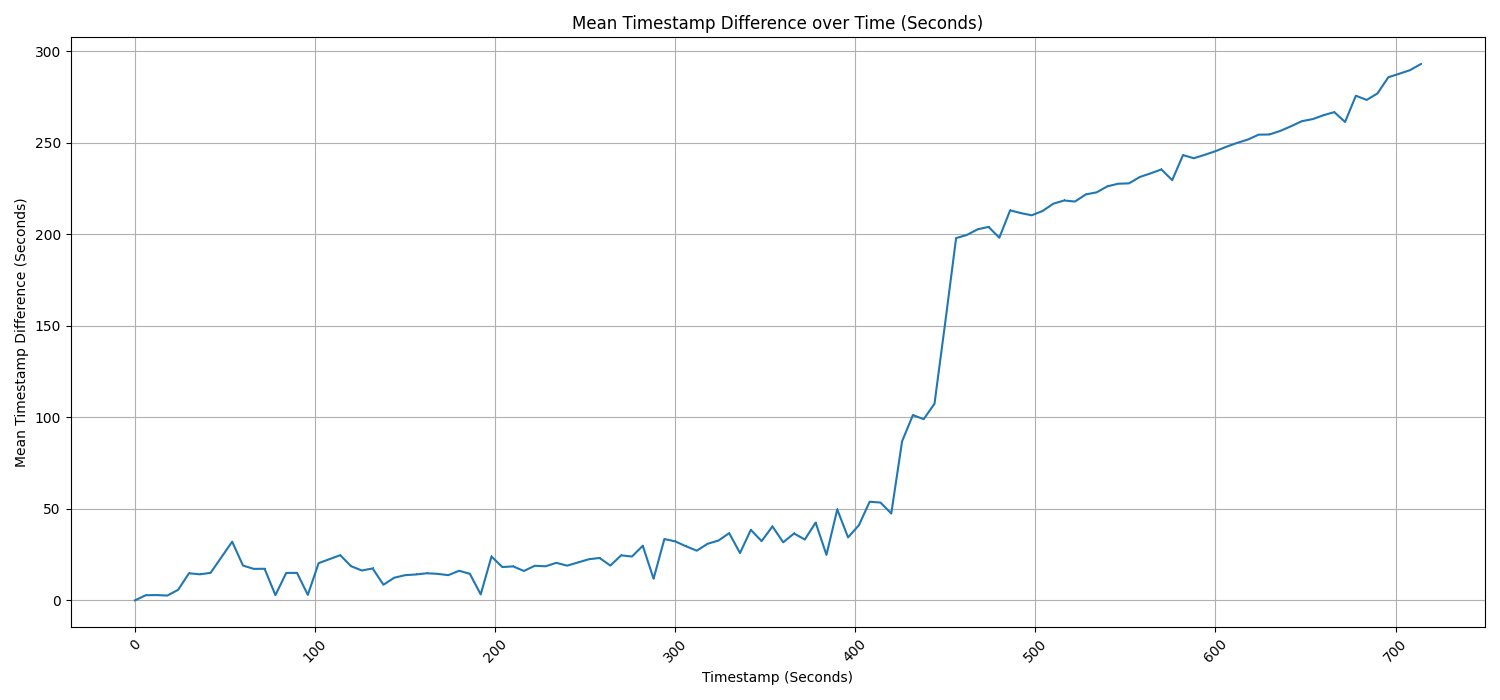 Mean Timestamp Difference over Time (Seconds)
300
250
200
150
100
50
0
Mean Timestamp Difference (Seconds)
0 100 200 300 400 500 600 700
Timestamp (Seconds)